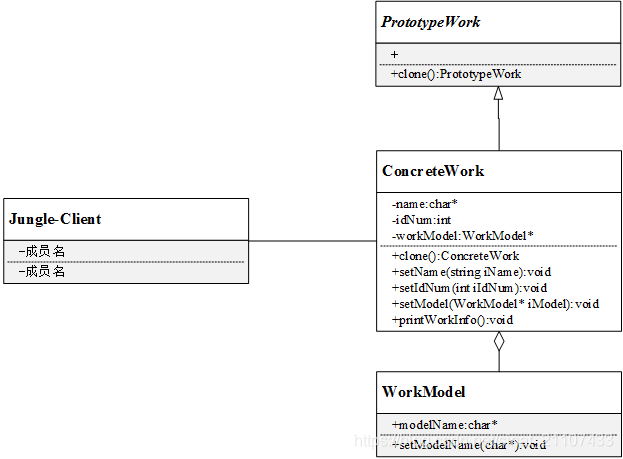 PrototypeWork
+
+clone():PrototypeWork
ConcreteWork
-name:char*
-idNum:int
-workModel:WorkModel*
+clone():ConcreteWork
+setName(string iName):void
+setIdNum(int iIdNum):void
+setModel(WorkModel* iModel):void
+printWorkInfo():void
Jungle-Client
-成员名
-成员名
WorkModel
+modelName:char*
+setModelName(char*):void